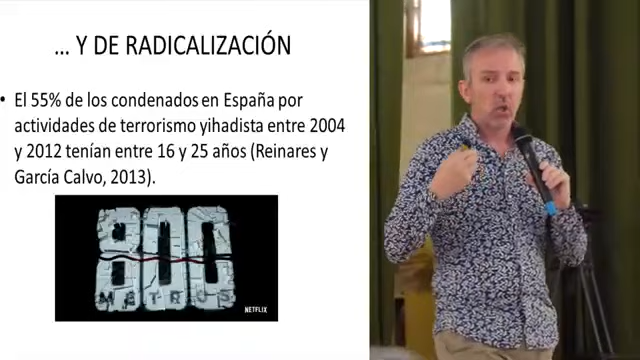 ... Y DE RADICALIZACIÓN
• El 55% de los condenados en España por
actividades de terrorismo yihadista entre 2004
y 2012 tenían entre 16 y 25 años (Reinares y
García Calvo, 2013).
800
METROS
NETFLIX